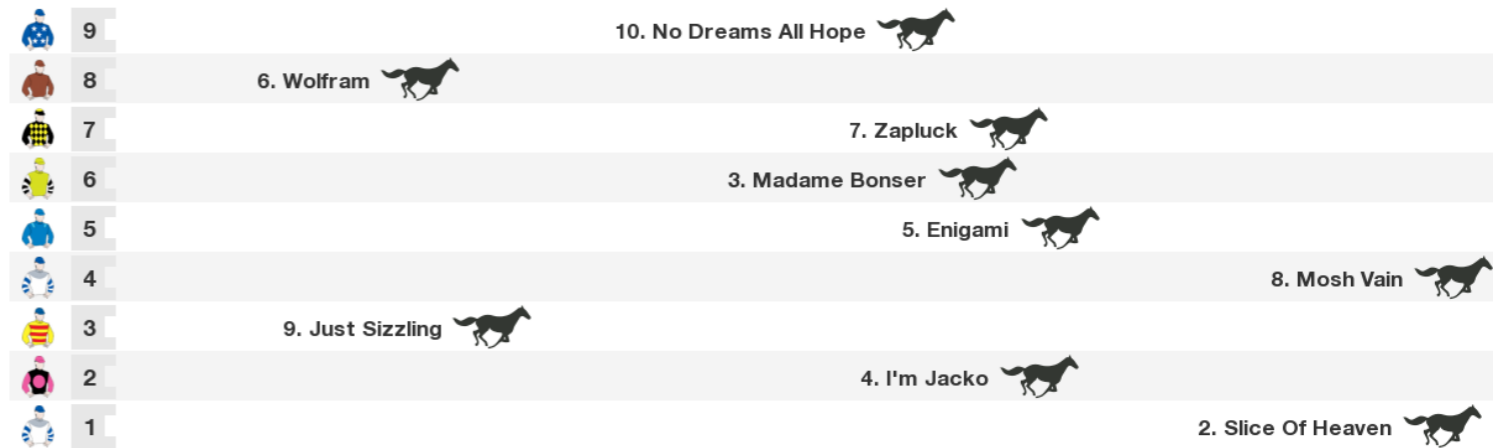 9 10. No Dreams All Hope
8 6. Wolfram
7 7. Zapluck
6 3. Madame Bonser
5 5. Enigami
4 8. Mosh Vain
3 9. Just Sizzling
2 4. I'm Jacko
1 2. Slice Of Heaven